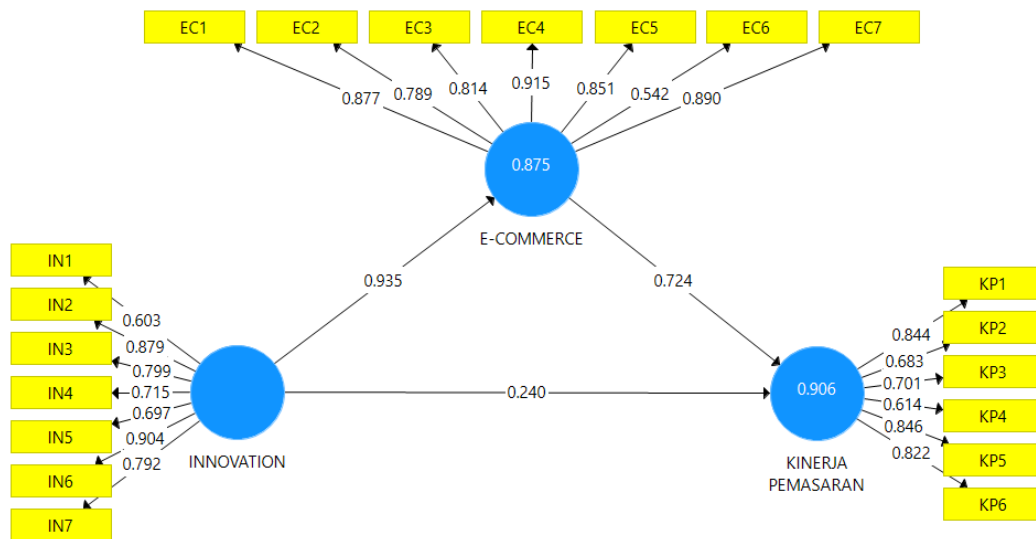 EC1 EC2 EC3 EC4 EC5 EC6 EC7
0.877 0.789 0.814 0.915 0.851 0.542 0.890
0.875
E-COMMERCE
0.935
0.724
IN1
IN2
IN3
IN4
IN5
IN6
IN7
0.603
0.879
0.799
0.715
0.697
0.904
0.792
INNOVATION
0.240
0.906
KINERJA
PEMASARAN
0.844
0.683
0.701
0.614
0.846
0.822
KP1
KP2
KP3
KP4
KP5
KP6